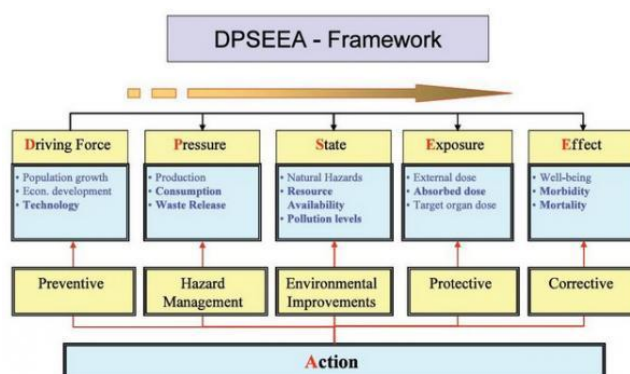 DPSEEA - Framework
Driving Force
• Population growth
• Econ. development
• Technology
Pressure
• Production
• Consumption
• Waste Release
State
• Natural Hazards
• Resource
Availability
• Pollution levels
Exposure
• External dose
• Absorbed dose
• Target organ dose
Effect
• Well-being
• Morbidity
• Mortality
Preventive
Hazard
Management
Environmental
Improvements
Protective
Corrective
Action